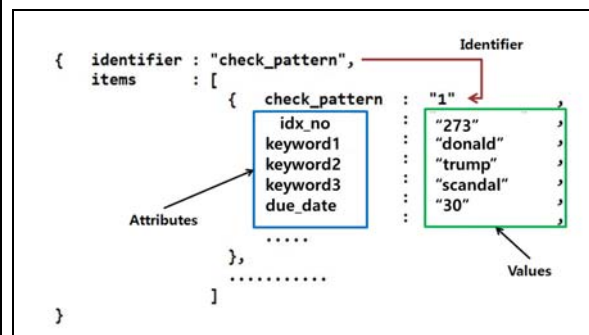 Identifier
{ identifier : "check_pattern",
items : [
{ check_pattern : "1" ,
idx_no : “273” ,
keyword1 : “donald” ,
keyword2 : “trump” ,
keyword3 : “scandal” ,
due_date : “30” ,
Attributes
.....
},
Values
...........
]
}